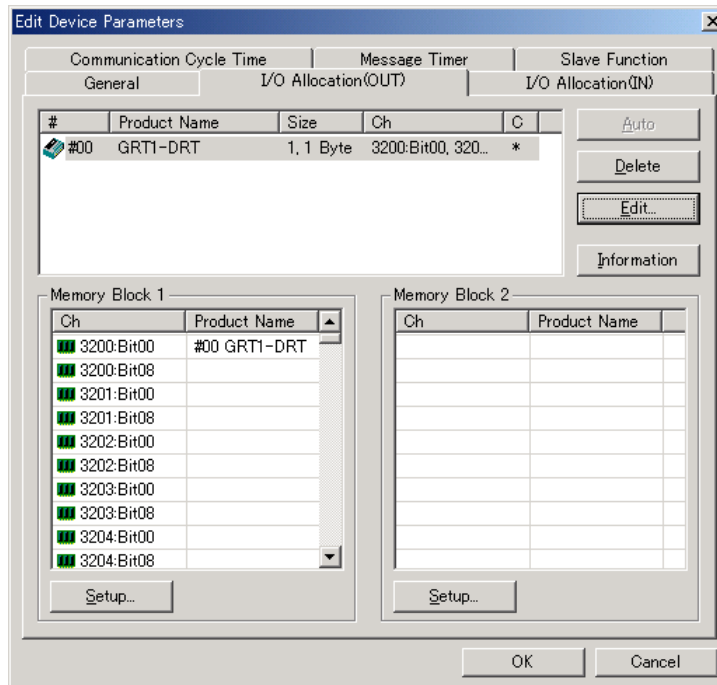 Edit Device Parameters
Communication Cycle Time Message Timer Slave Function
General I/O Allocation(OUT) I/O Allocation(IN)
# Product Name Size Ch C
#00 GRT1-DRT 1, 1 Byte 3200:Bit00, 320... *
Auto
Delete
Edit...
Information
Memory Block 1
Ch Product Name
3200:Bit00 #00 GRT1-DRT
3200:Bit08
3201:Bit00
3201:Bit08
3202:Bit00
3202:Bit08
3203:Bit00
3203:Bit08
3204:Bit00
3204:Bit08
Setup...
Memory Block 2
Ch Product Name
Setup...
OK Cancel